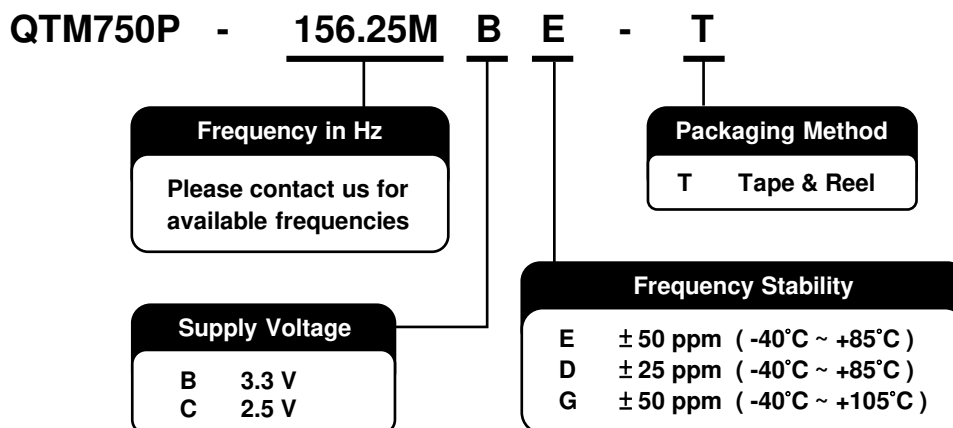 QTM750P - 156.25M B E - T
Frequency in Hz
Please contact us for
available frequencies
Packaging Method
T Tape & Reel
Supply Voltage
B 3.3 V
C 2.5 V
Frequency Stability
E ±50 ppm ( -40°C ~ +85°C )
D ±25 ppm ( -40°C ~ +85°C )
G ±50 ppm ( -40°C ~ +105°C )